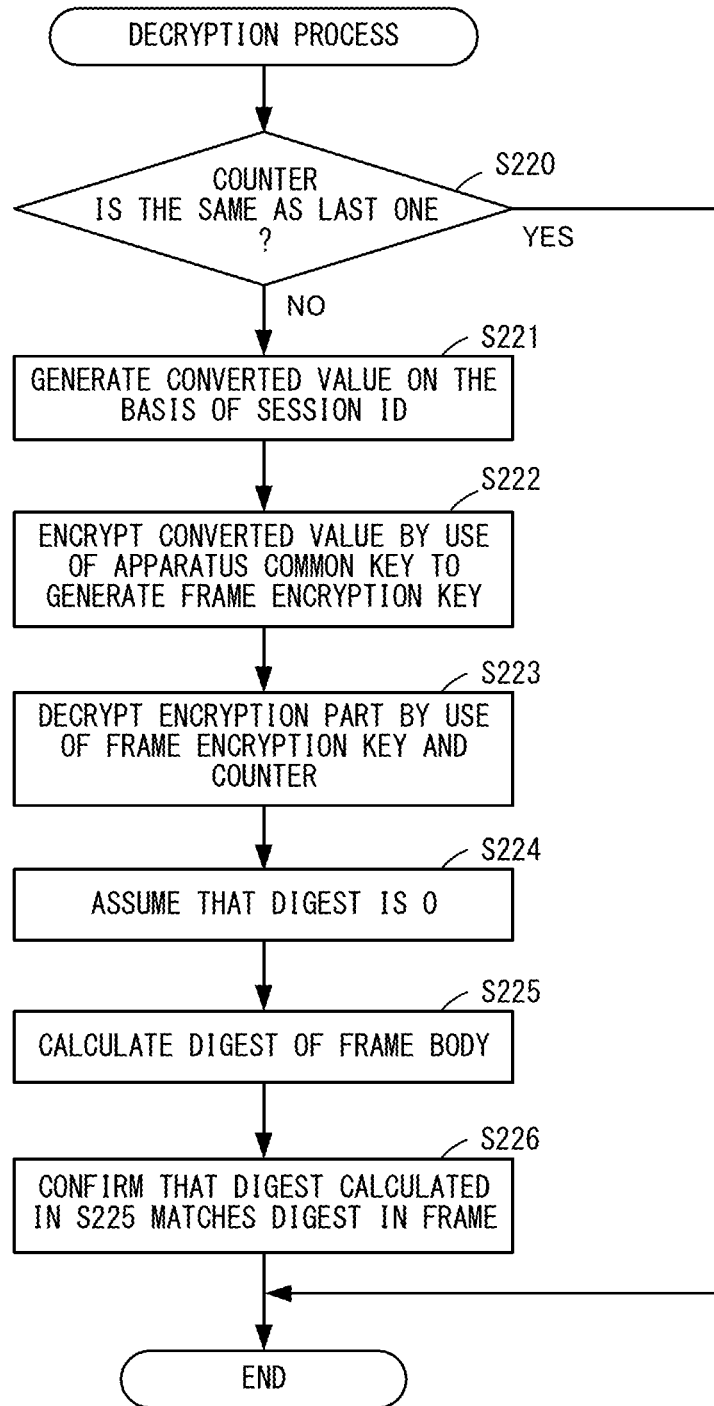 DECRYPTION PROCESS
S220
COUNTER
IS THE SAME AS LAST ONE
?
YES
NO
S221
GENERATE CONVERTED VALUE ON THE
BASIS OF SESSION ID
S222
ENCRYPT CONVERTED VALUE BY USE
OF APPARATUS COMMON KEY TO
GENERATE FRAME ENCRYPTION KEY
S223
DECRYPT ENCRYPTION PART BY USE
OF FRAME ENCRYPTION KEY AND
COUNTER
S224
ASSUME THAT DIGEST IS 0
S225
CALCULATE DIGEST OF FRAME BODY
S226
CONFIRM THAT DIGEST CALCULATED
IN S225 MATCHES DIGEST IN FRAME
END